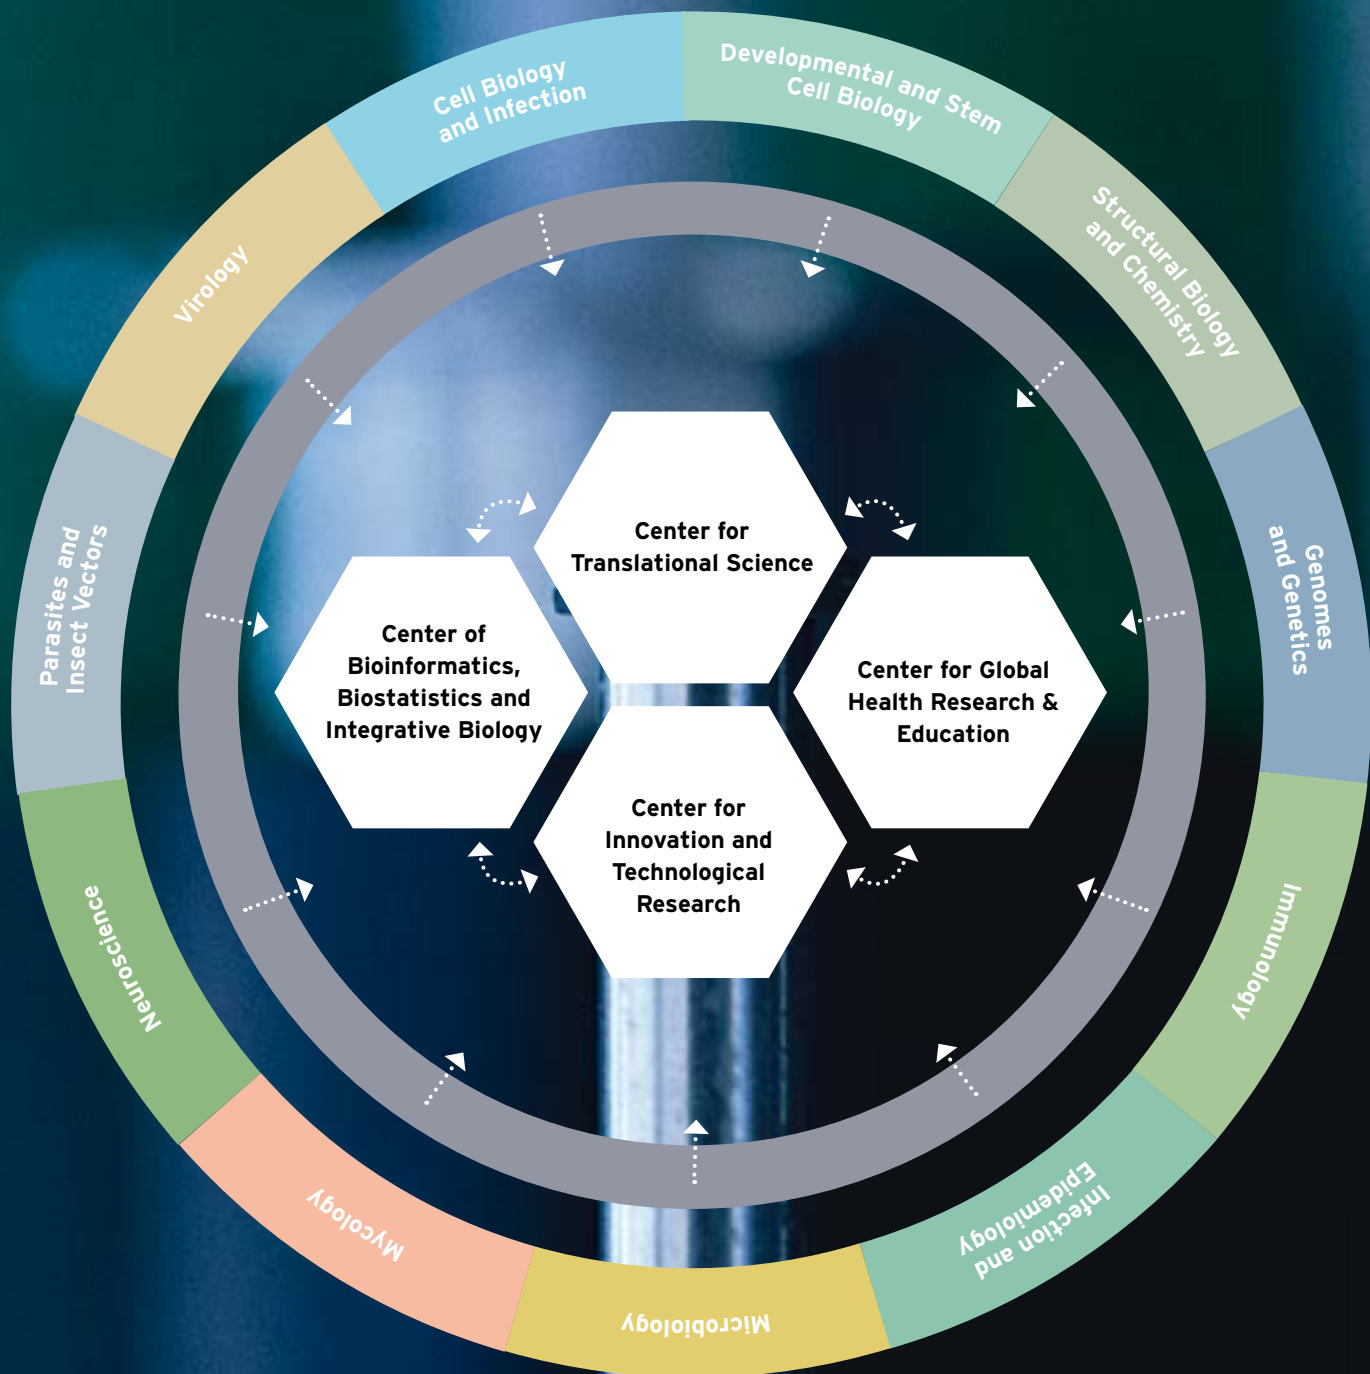 Cell Biology
and Infection
Developmental and Stem
Cell Biology
Structural Biology
and Chemistry
Genomes
and Genetics
Immunology
Infection and
Epidemiology
Microbiology
Mycology
Neuroscience
Parasites and
Insect Vectors
Virology
Center for
Translational Science
Center of
Bioinformatics,
Biostatistics and
Integrative Biology
Center for Global
Health Research &
Education
Center for
Innovation and
Technological
Research